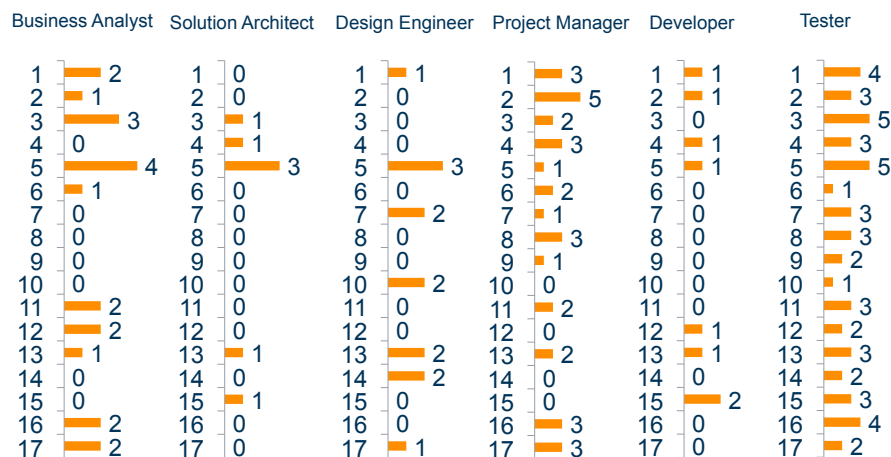 Business Analyst Solution Architect Design Engineer Project Manager Developer Tester
1 2 1 0 1 1 1 3 1 1 1 4
2 1 2 0 2 0 2 5 2 1 2 3
3 3 3 1 3 0 3 2 3 0 3 5
4 0 4 1 4 0 4 3 4 1 4 3
5 4 5 3 5 3 5 1 5 1 5 5
6 1 6 0 6 0 6 2 6 0 6 1
7 0 7 0 7 2 7 1 7 0 7 3
8 0 8 0 8 0 8 3 8 0 8 3
9 0 9 0 9 0 9 1 9 0 9 2
10 0 10 0 10 2 10 0 10 0 10 1
11 2 11 0 11 0 11 2 11 0 11 3
12 2 12 0 12 0 12 0 12 1 12 2
13 1 13 1 13 2 13 2 13 1 13 3
14 0 14 0 14 2 14 0 14 0 14 2
15 0 15 1 15 0 15 0 15 2 15 3
16 2 16 0 16 0 16 3 16 0 16 4
17 2 17 0 17 1 17 3 17 0 17 2